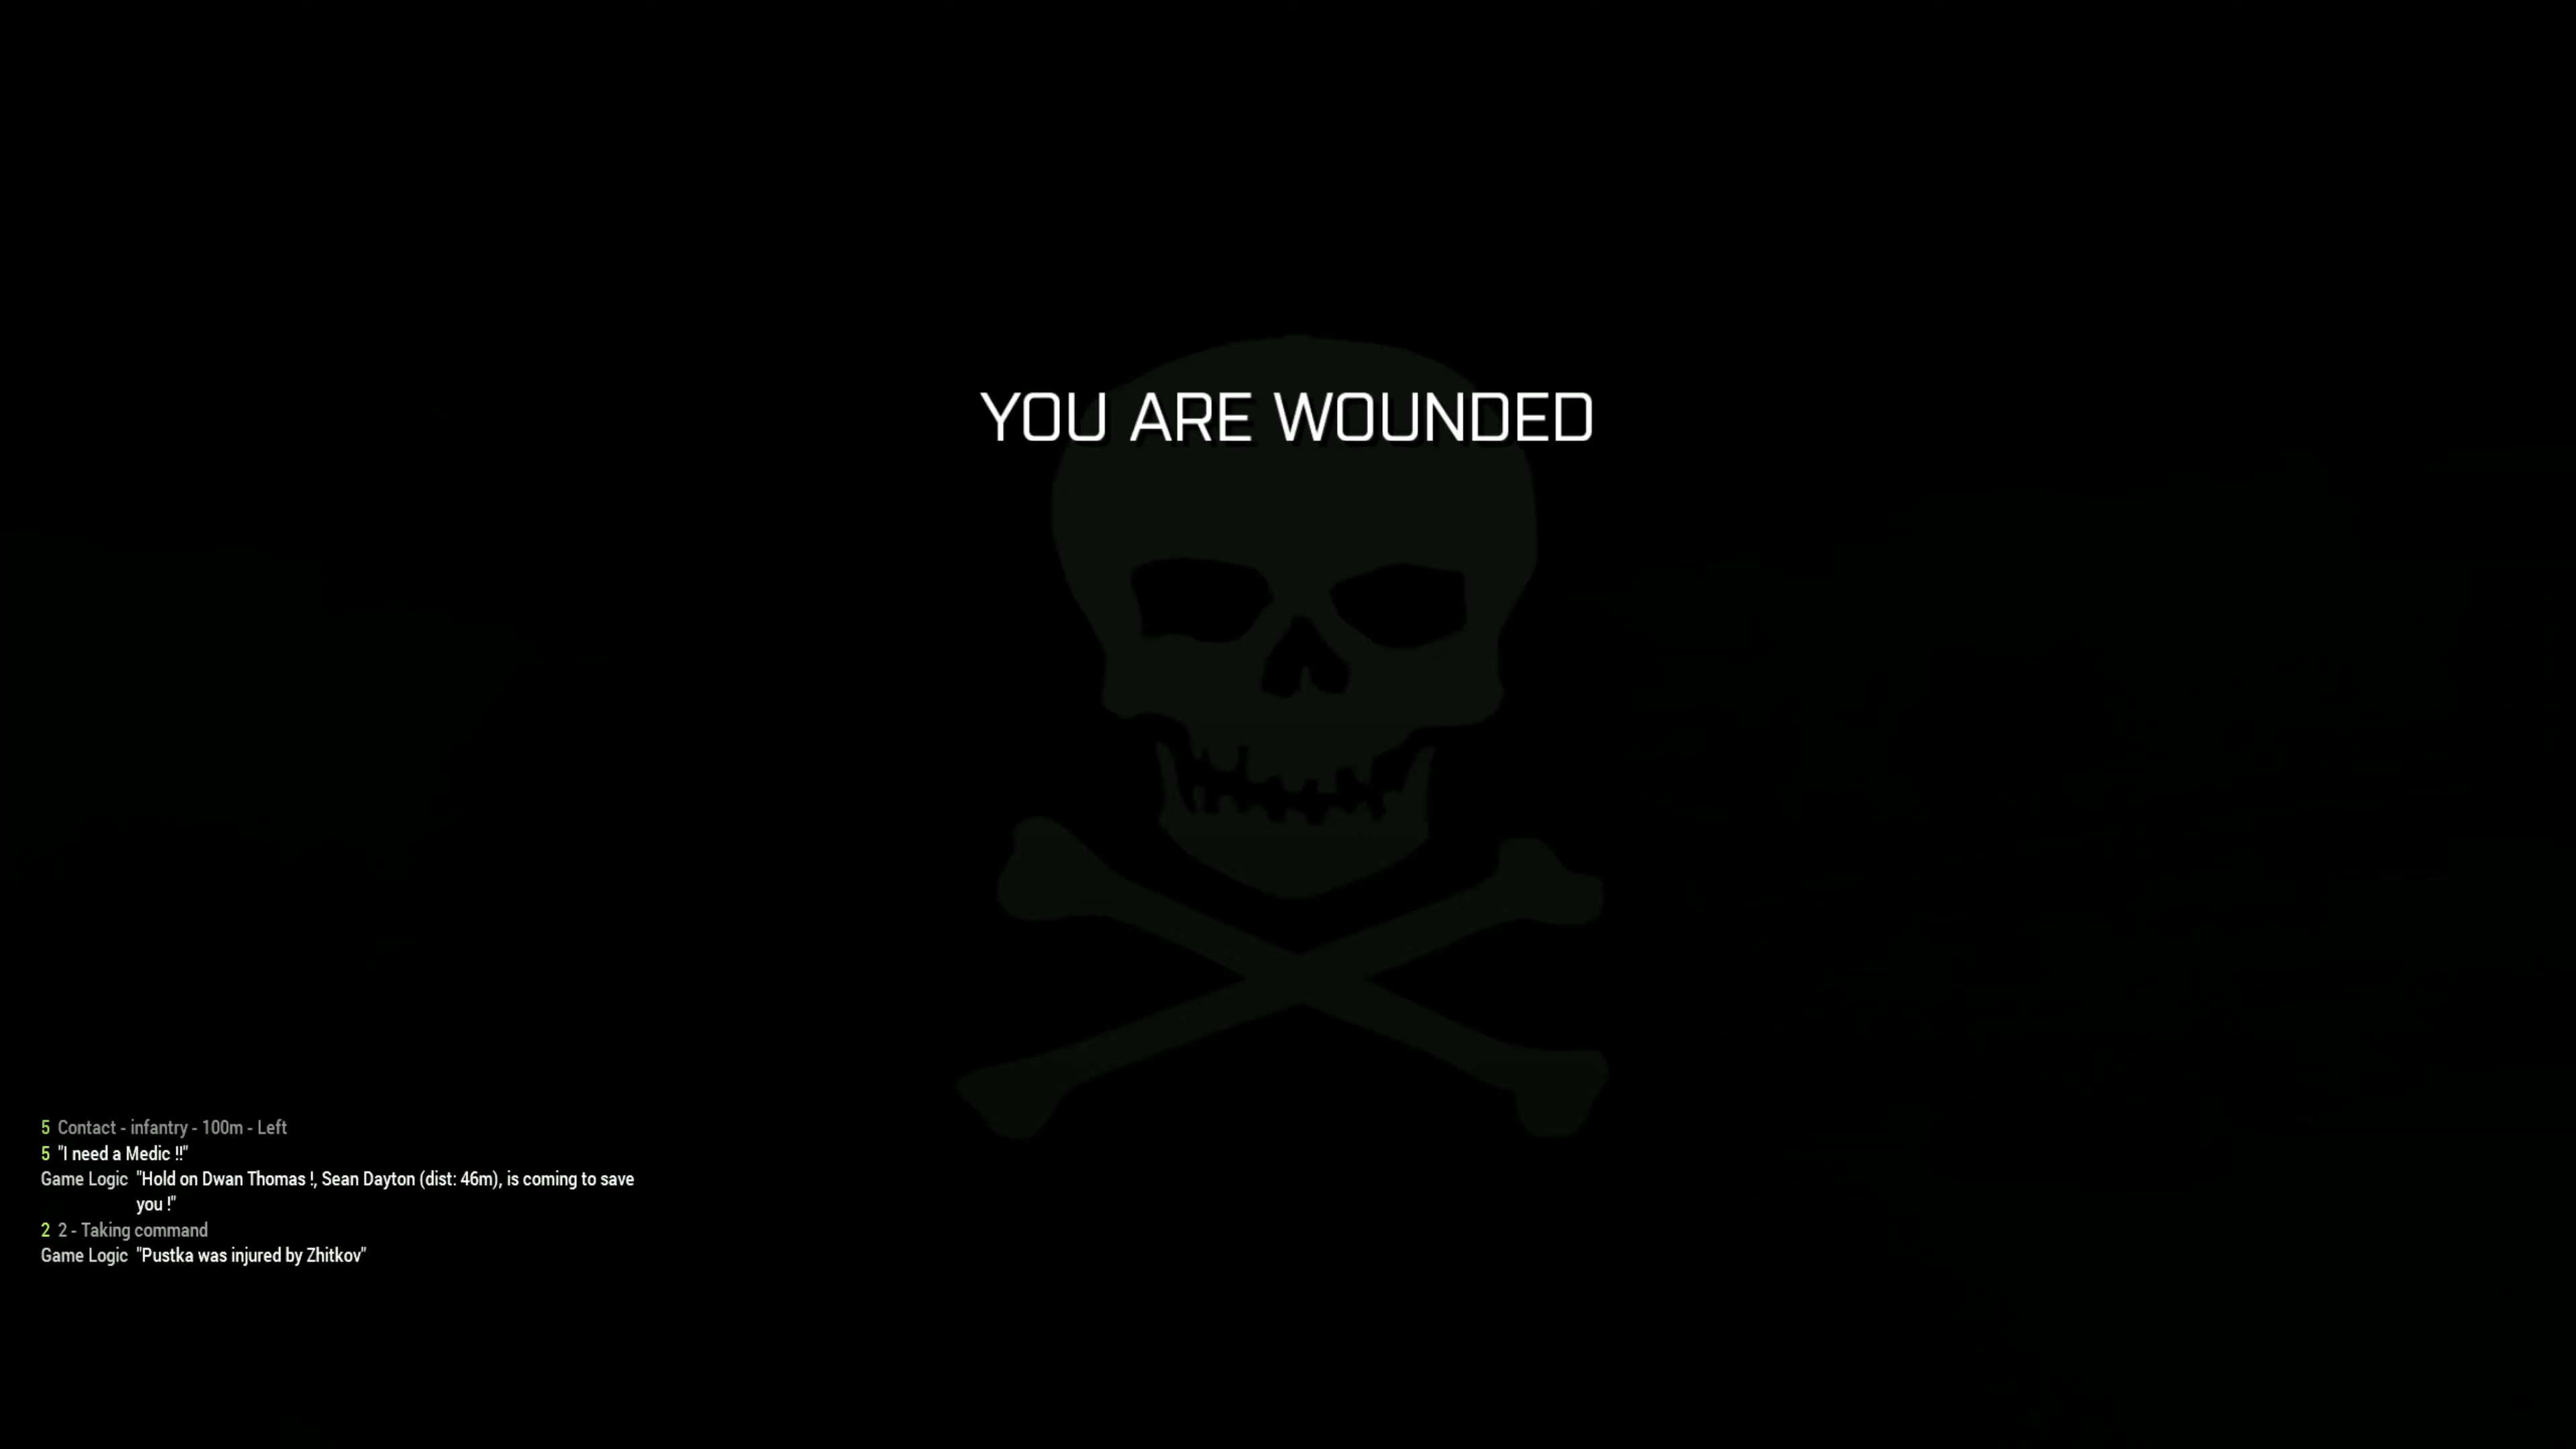 YOU ARE WOUNDED
5 Contact - infantry - 100m - Left
5 "I need a Medic !!"
Game Logic "Hold on Dwan Thomas !, Sean Dayton (dist: 46m), is coming to save
you !"
2 2 - Taking command
Game Logic "Pustka was injured by Zhitkov"